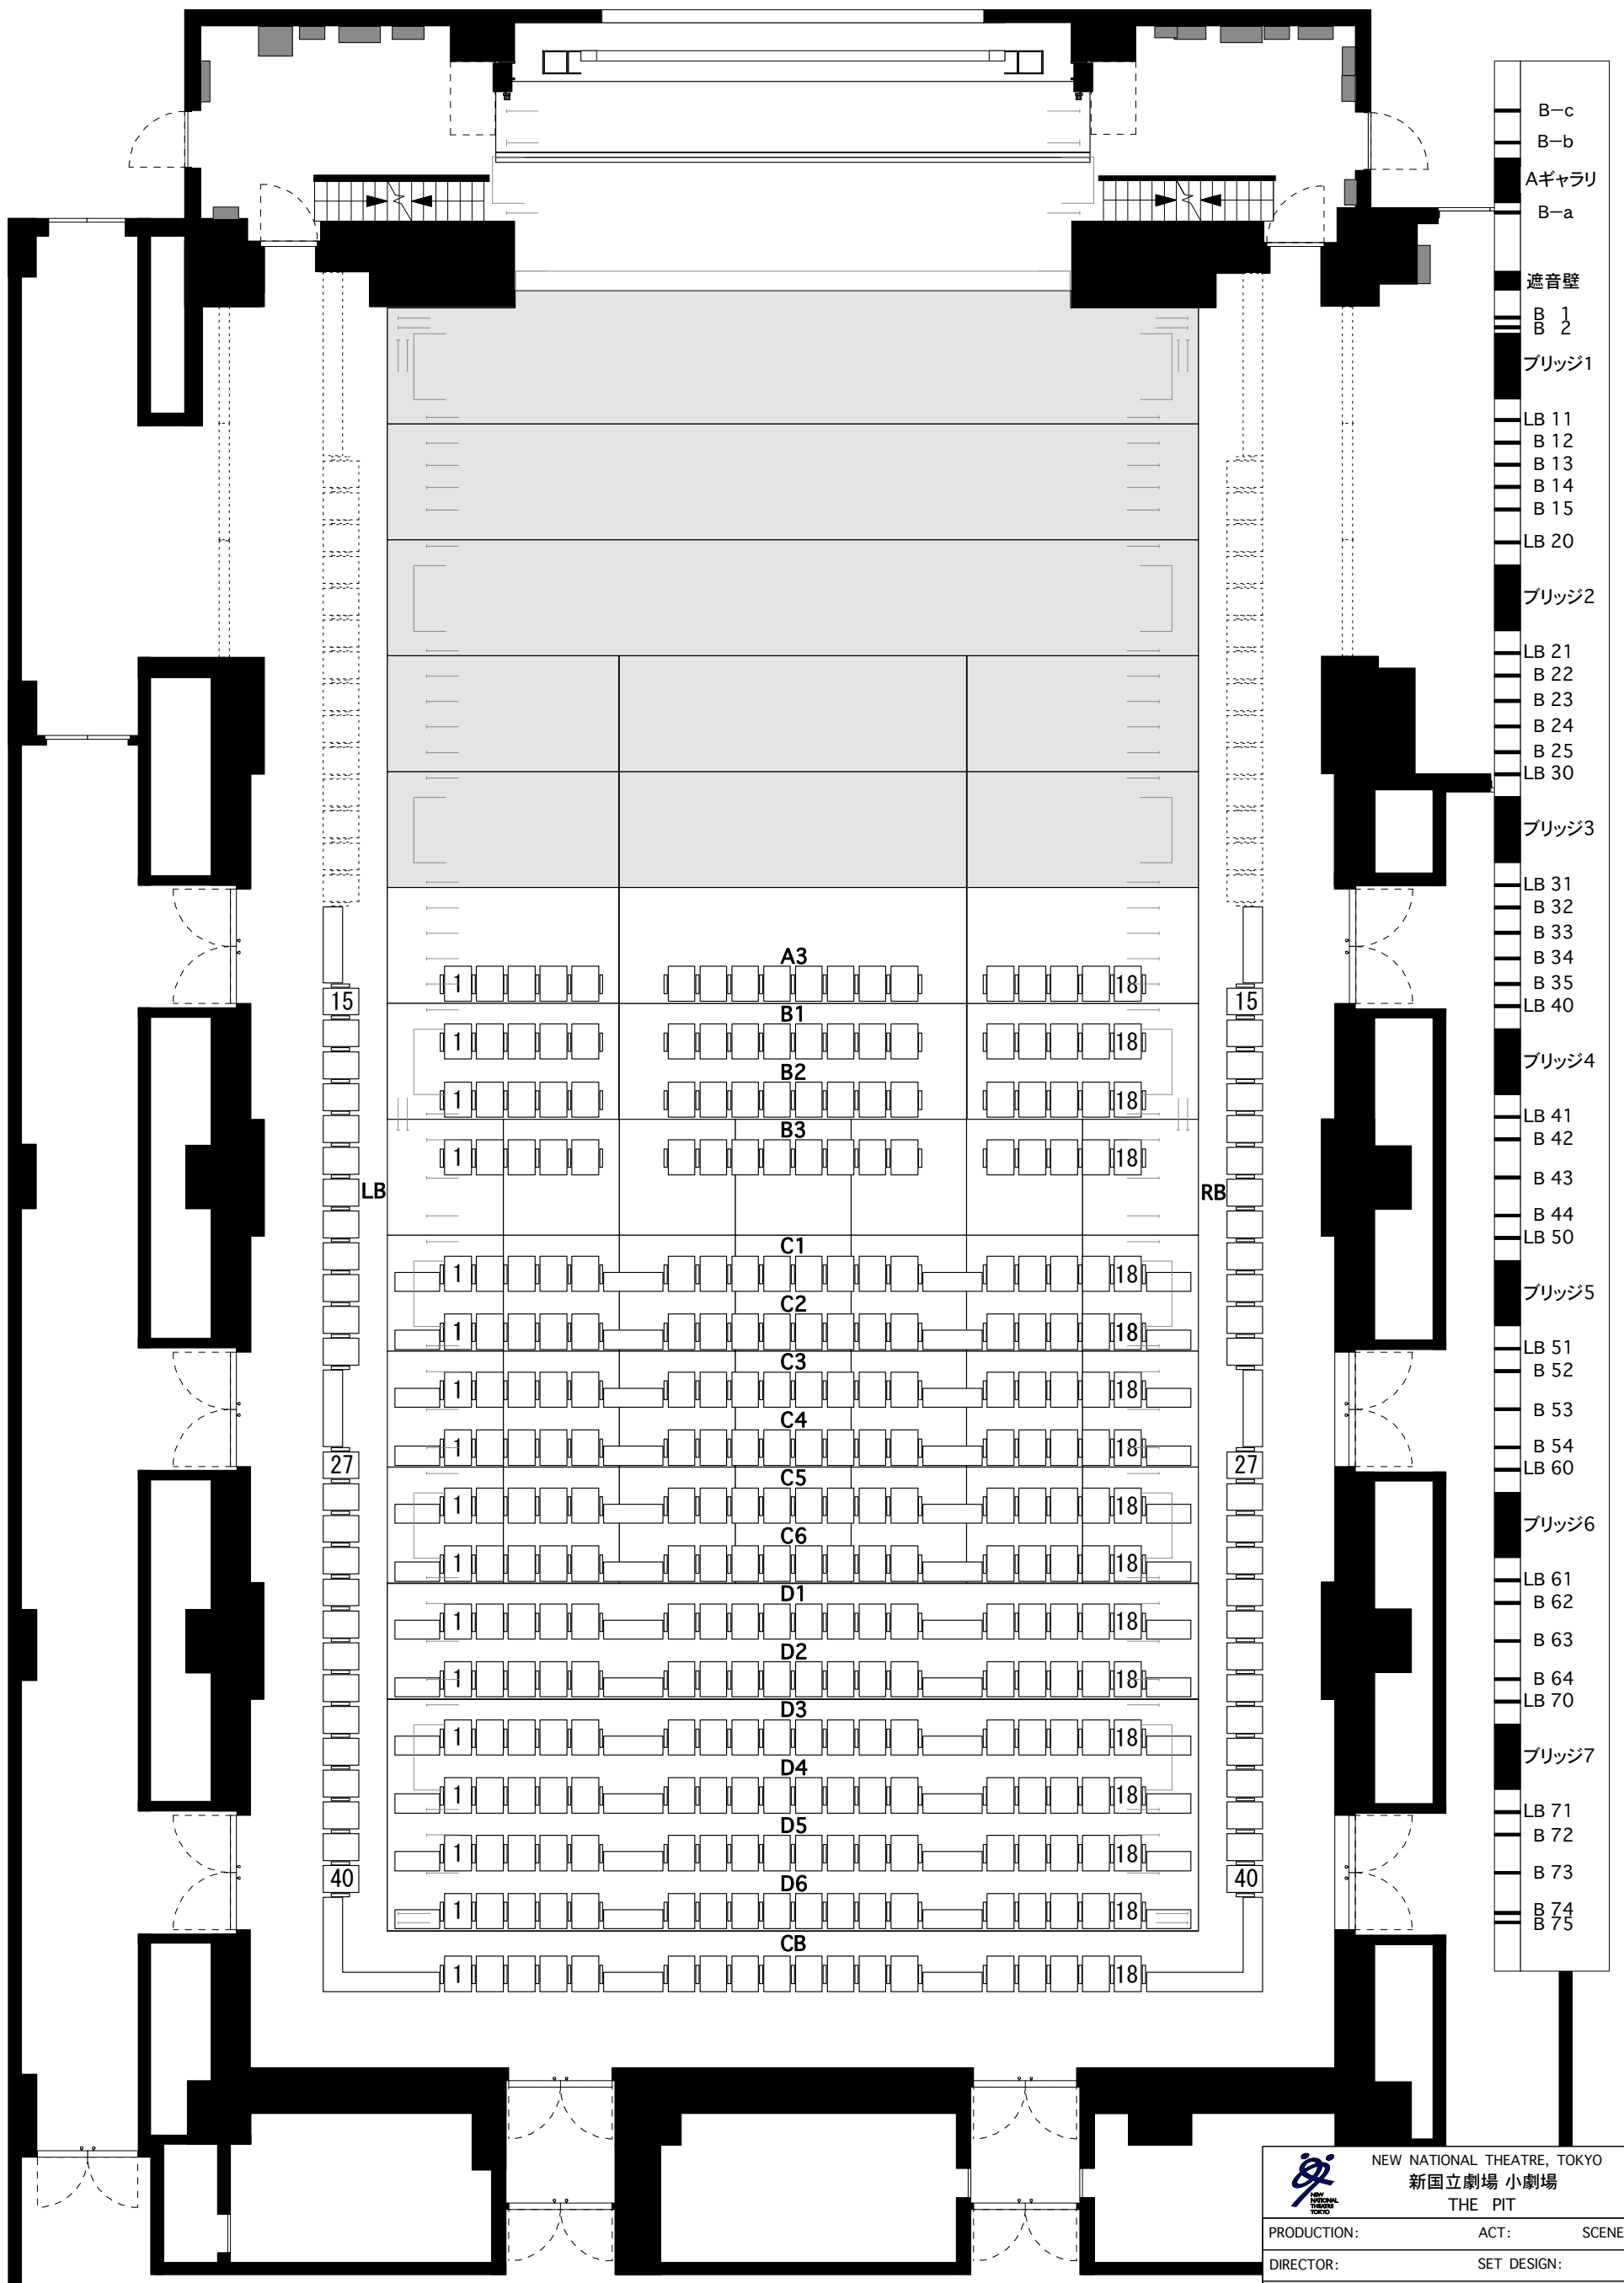 B-c
B-b
Aギャラリ
B-a
遮音壁
B 1
B 2
ブリッジ1
LB 11
B 12
B 13
B 14
B 15
LB 20
ブリッジ2
LB 21
B 22
B 23
B 24
B 25
LB 30
ブリッジ3
LB 31
B 32
B 33
B 34
B 35
LB 40
ブリッジ4
LB 41
B 42
B 43
B 44
LB 50
ブリッジ5
LB 51
B 52
B 53
B 54
LB 60
ブリッジ6
LB 61
B 62
B 63
B 64
LB 70
ブリッジ7
LB 71
B 72
B 73
B 74
B 75
A3
1 18
15 15
B1
1 18
B2
1 18
B3
1 18
LB RB
C1
1 18
C2
1 18
C3
1 18
C4
1 18
27 27
C5
1 18
C6
1 18
D1
1 18
D2
1 18
D3
1 18
D4
1 18
D5
1 18
40 40
D6
1 18
CB
1 18
NEW
NATIONAL
THEATRE
TOKYO
NEW NATIONAL THEATRE, TOKYO
新国立劇場 小劇場
THE PIT
PRODUCTION: ACT: SCENE
DIRECTOR: SET DESIGN: